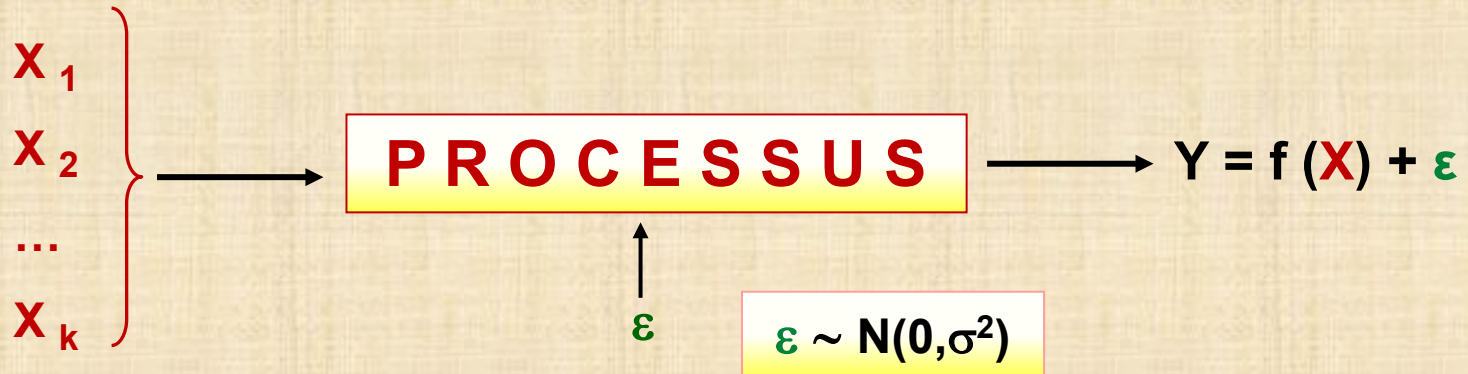 X 1
X 2
...
X k
P R O C E S S U S
Y = f (X) + ε
ε
ε ~ N(0,σ²)